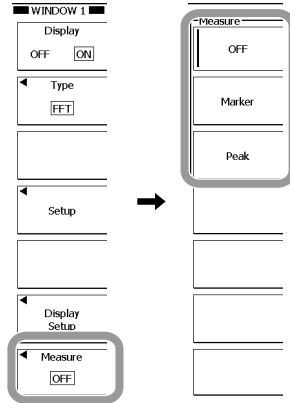 WINDOW 1
Display
OFF ON
Type
FFT
Setup
Display
Setup
Measure
OFF
Measure
OFF
Marker
Peak